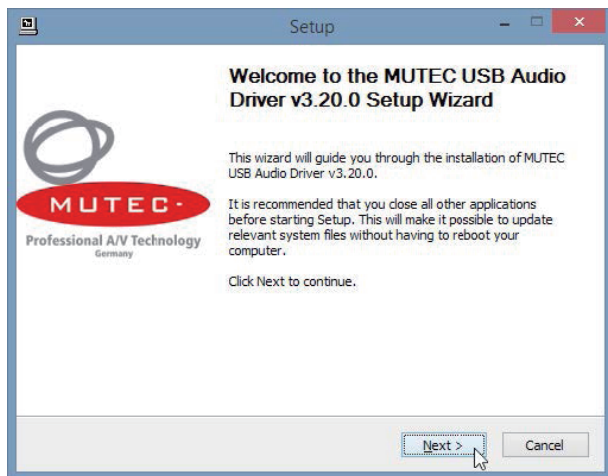 Setup
Welcome to the MUTEC USB Audio
Driver v3.20.0 Setup Wizard
This wizard will guide you through the installation of MUTEC
USB Audio Driver v3.20.0.
It is recommended that you close all other applications
before starting Setup. This will make it possible to update
relevant system files without having to reboot your
computer.
Click Next to continue.
MUTEC
Professional A/V Technology
Germany
Next >
Cancel